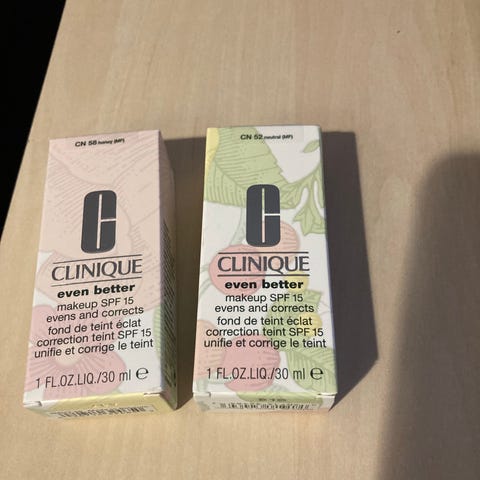 CN 58 honey (MF)
CLINIQUE
even better
makeup SPF 15
evens and corrects
fond de teint éclat
correction teint SPF 15
unifie et corrige le teint
1 FL.OZ.LIQ./30 ml e
CN 52 neutral (MF)
CLINIQUE
even better
makeup SPF 15
evens and corrects
fond de teint éclat
correction teint SPF 15
unifie et corrige le teint
1 FL.OZ.LIQ./30 ml e